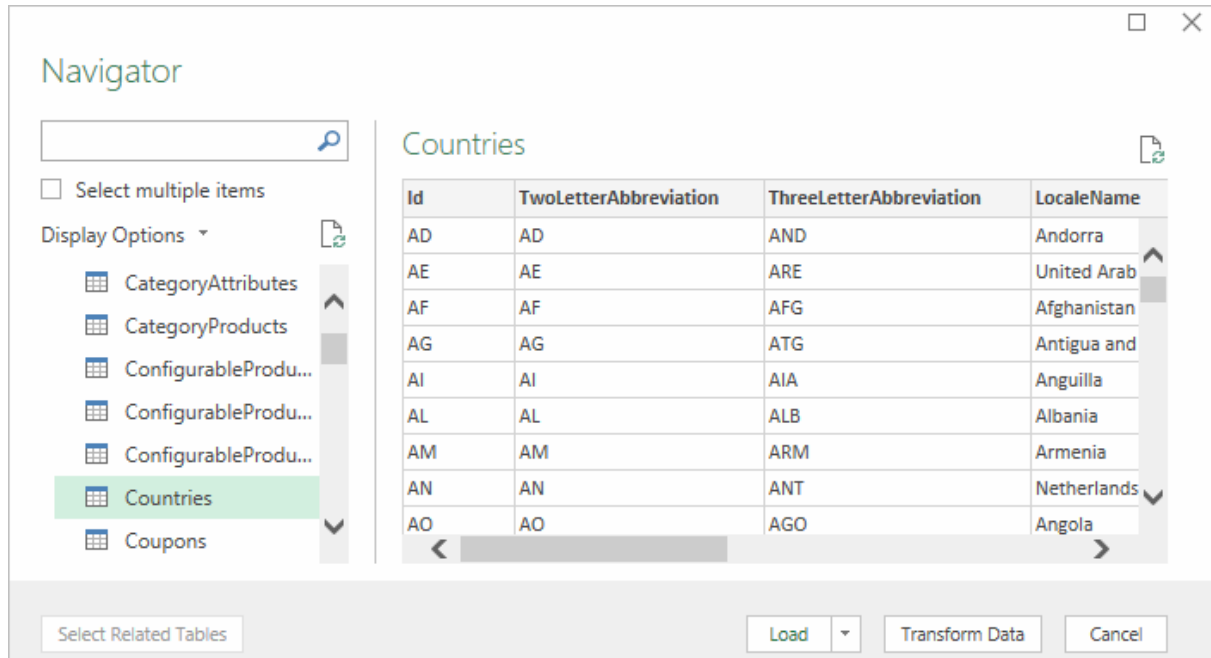 Navigator
Select multiple items
Display Options
CategoryAttributes
CategoryProducts
ConfigurableProdu...
ConfigurableProdu...
ConfigurableProdu...
Countries
Coupons
Countries
Id TwoLetterAbbreviation ThreeLetterAbbreviation LocaleName
AD AD AND Andorra
AE AE ARE United Arab
AF AF AFG Afghanistan
AG AG ATG Antigua and
AI AI AIA Anguilla
AL AL ALB Albania
AM AM ARM Armenia
AN AN ANT Netherlands
AO AO AGO Angola
Select Related Tables Load Transform Data Cancel